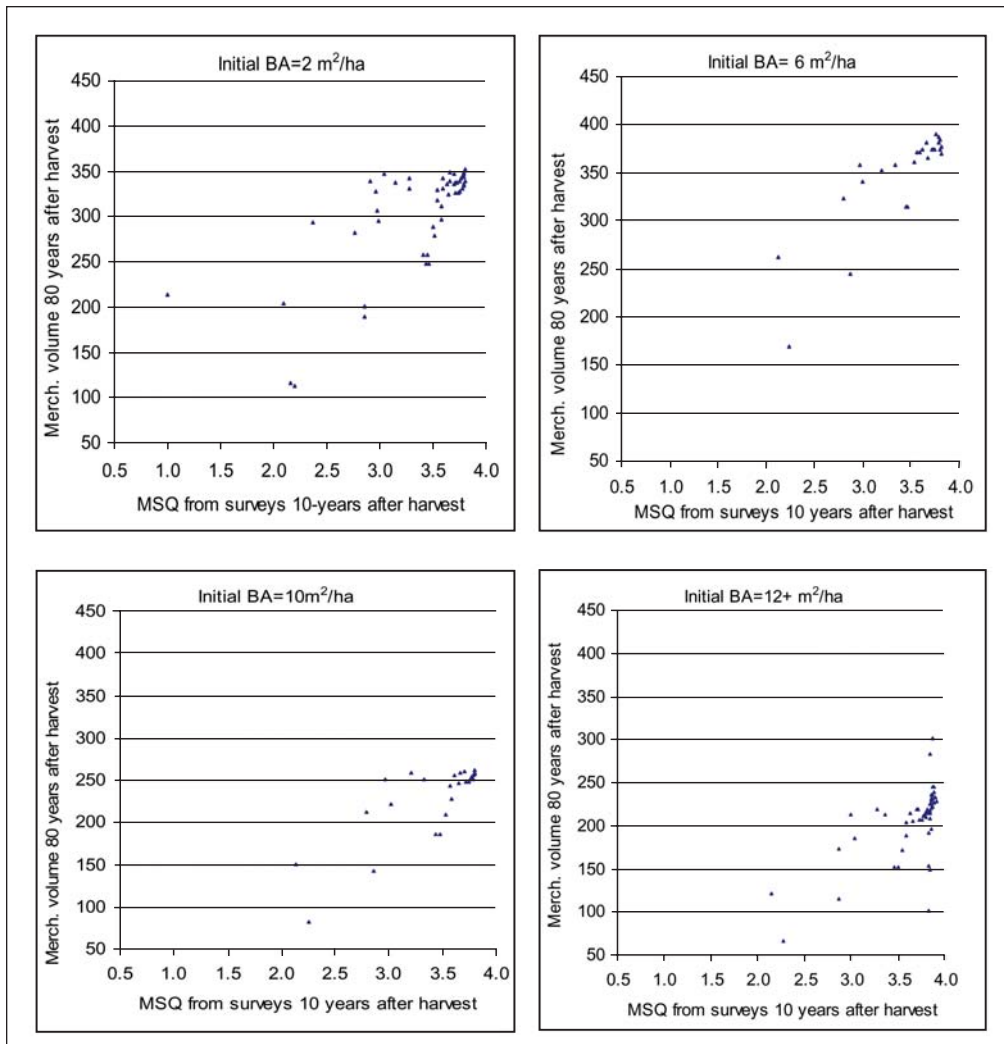 Initial BA=2 m²/ha
Merch. volume 80 years after harvest
450
400
350
300
250
200
150
100
50
0.5 1.0 1.5 2.0 2.5 3.0 3.5 4.0
MSQ from surveys 10-years after harvest
Initial BA= 6 m²/ha
Merch. volume 80 years after harvest
450
400
350
300
250
200
150
100
50
0.5 1.0 1.5 2.0 2.5 3.0 3.5 4.0
MSQ from surveys 10 years after harvest
Initial BA=10m²/ha
Merch. volume 80 years after harvest
450
400
350
300
250
200
150
100
50
0.5 1.0 1.5 2.0 2.5 3.0 3.5 4.0
MSQ from surveys 10 years after harvest
Initial BA=12+ m²/ha
Merch. volume 80 years after harvest
450
400
350
300
250
200
150
100
50
0.5 1.0 1.5 2.0 2.5 3.0 3.5 4.0
MSQ from surveys 10 years after harvest